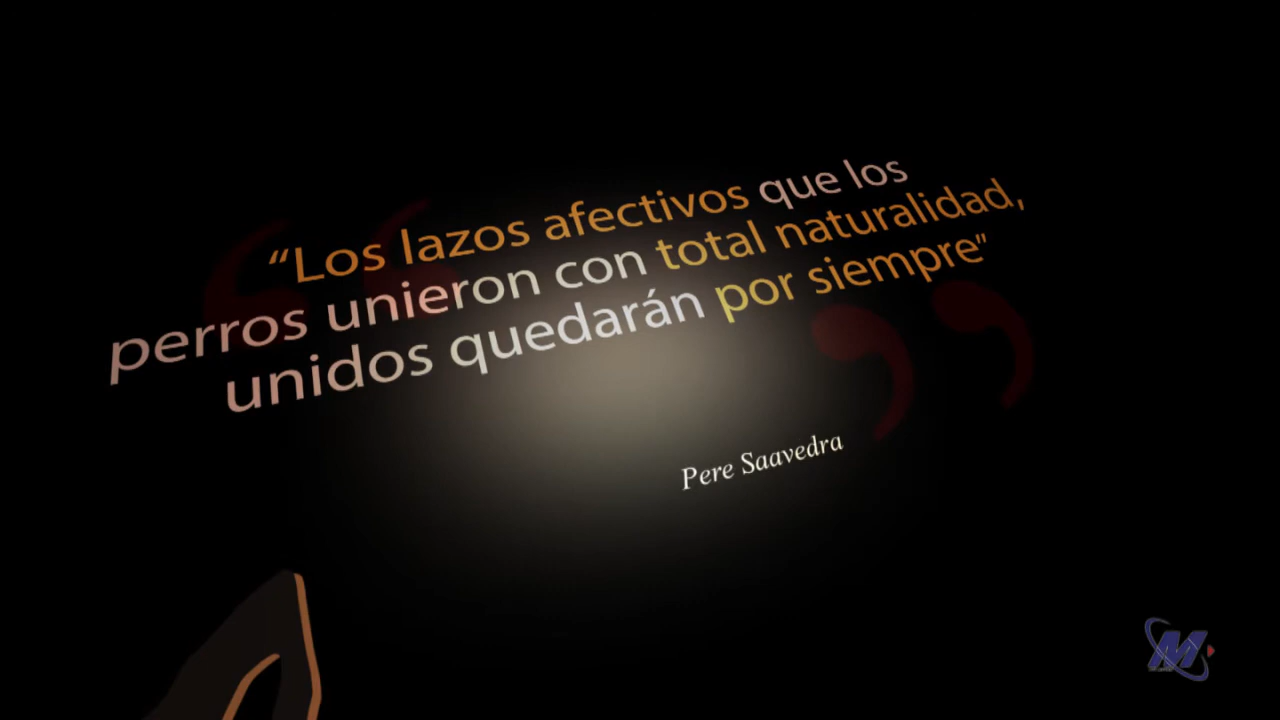 “Los lazos afectivos que los
perros unieron con total naturalidad,
unidos quedarán por siempre”
Pere Saavedra
M